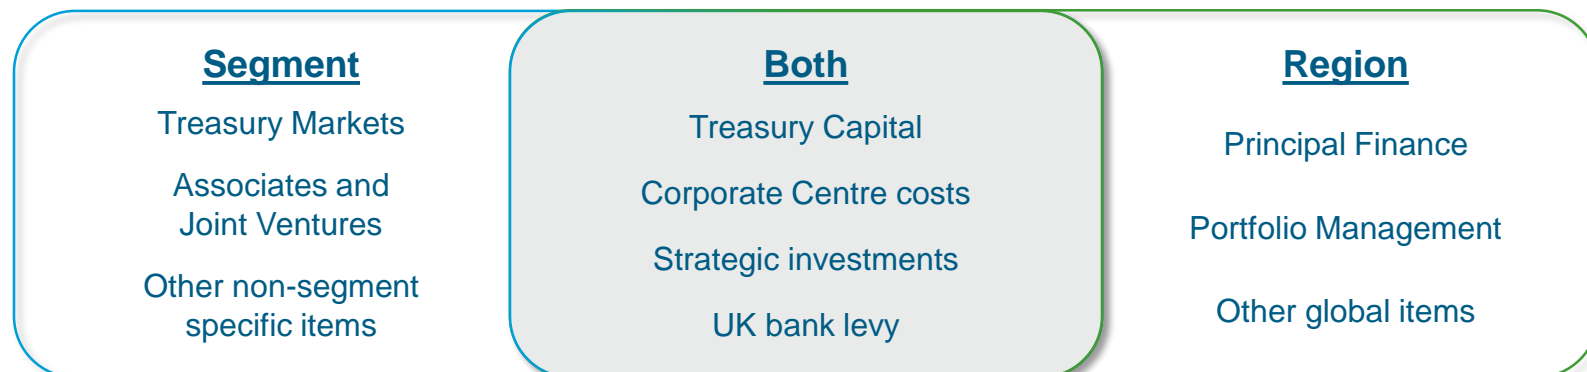 Segment
Treasury Markets
Associates and
Joint Ventures
Other non-segment
specific items
Both
Treasury Capital
Corporate Centre costs
Strategic investments
UK bank levy
Region
Principal Finance
Portfolio Management
Other global items